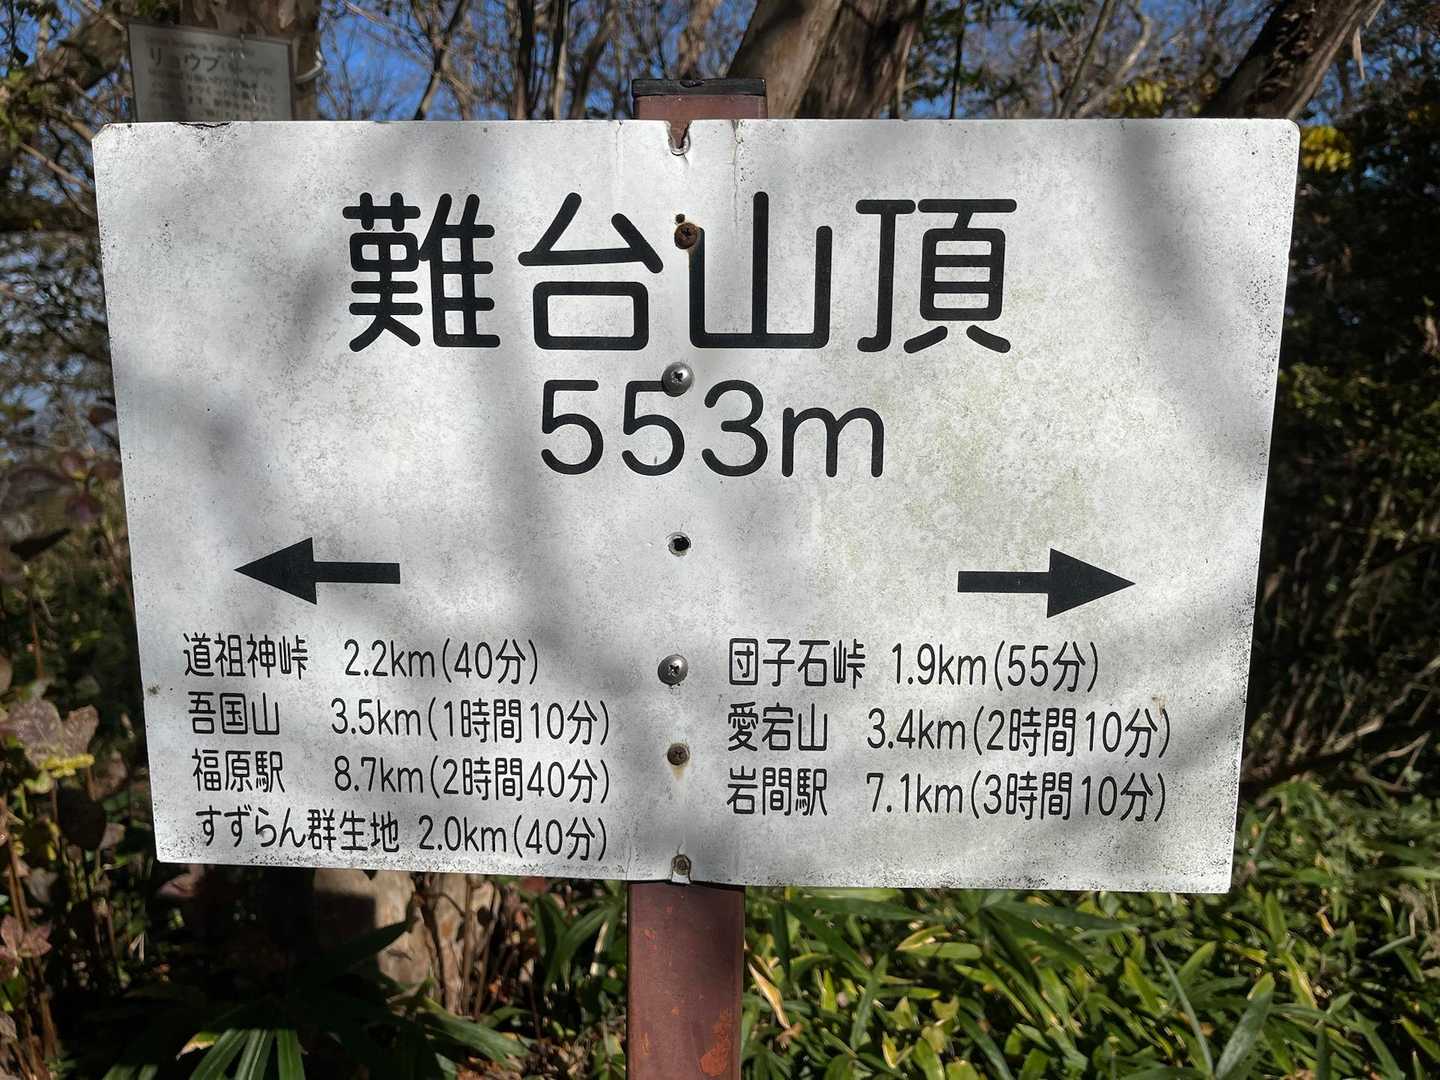 リョウブ
難台山頂
553m
道祖神峠 2.2km(40分)
吾国山 3.5km(1時間10分)
福原駅 8.7km(2時間40分)
すずらん群生地 2.0km(40分)
団子石峠 1.9km(55分)
愛宕山 3.4km(2時間10分)
岩間駅 7.1km(3時間10分)